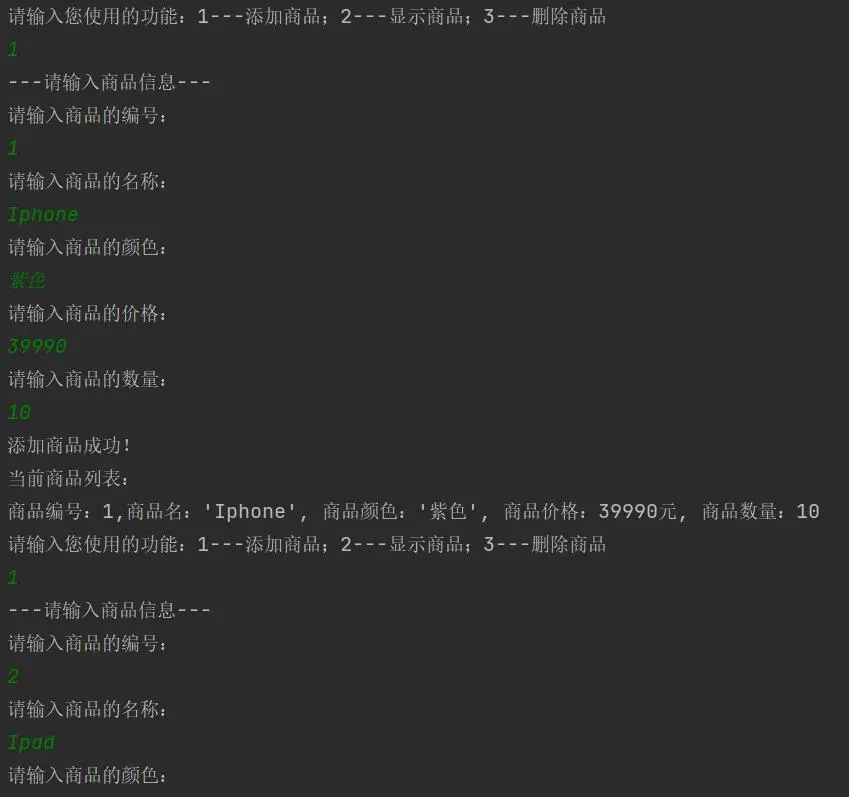 请输入您使用的功能：1---添加商品；2---显示商品；3---删除商品
1
---请输入商品信息---
请输入商品的编号：
1
请输入商品的名称：
Iphone
请输入商品的颜色：
紫色
请输入商品的价格：
39990
请输入商品的数量：
10
添加商品成功！
当前商品列表：
商品编号：1,商品名：'Iphone', 商品颜色：'紫色', 商品价格：39990元, 商品数量：10
请输入您使用的功能：1---添加商品；2---显示商品；3---删除商品
1
---请输入商品信息---
请输入商品的编号：
2
请输入商品的名称：
Ipad
请输入商品的颜色：